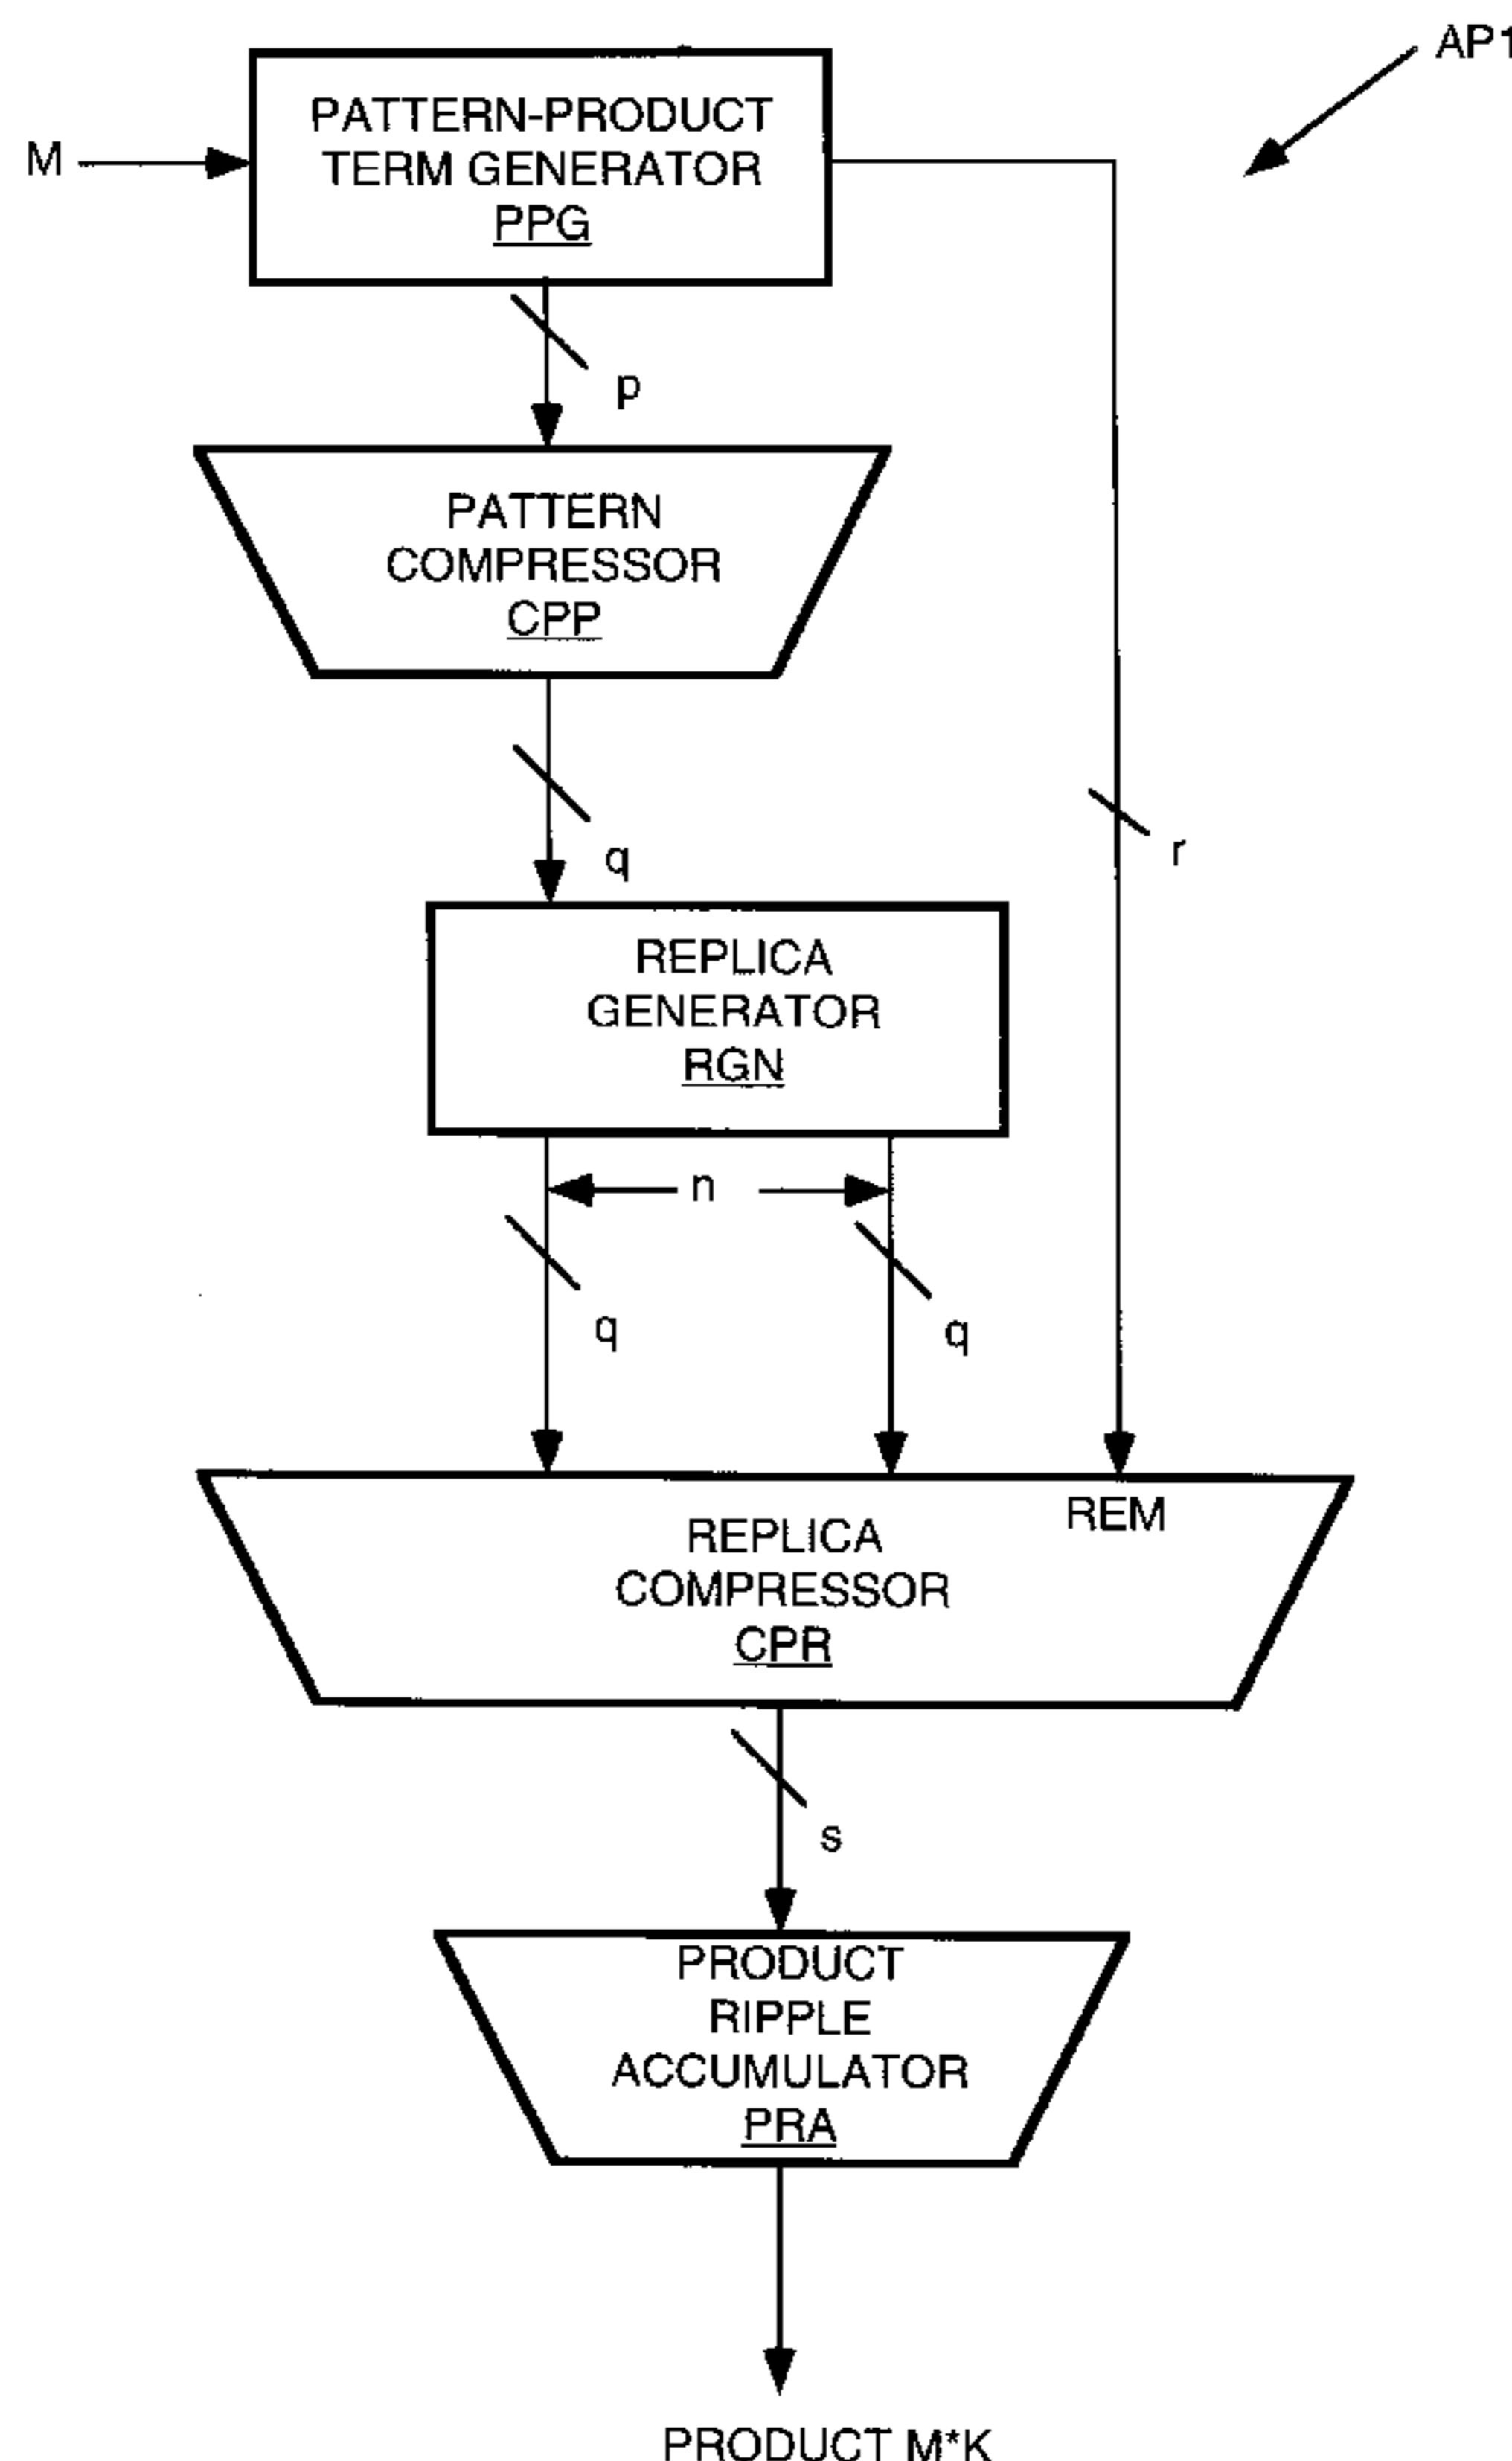 AP1
M
PATTERN-PRODUCT
TERM GENERATOR
PPG
p
PATTERN
COMPRESSOR
CPP
q
r
REPLICA
GENERATOR
RGN
n
q
q
REM
REPLICA
COMPRESSOR
CPR
s
PRODUCT
RIPPLE
ACCUMULATOR
PRA
PRODUCT M*K